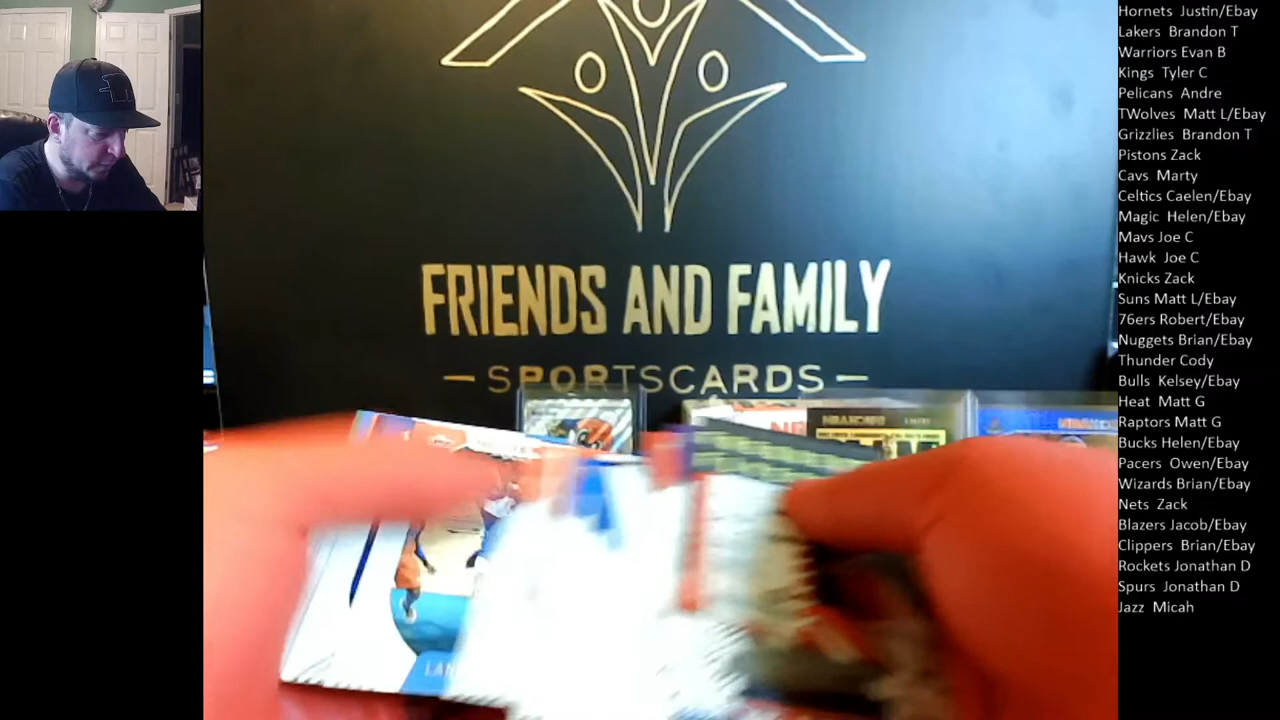 Hornets Justin/Ebay
Lakers Brandon T
Warriors Evan B
Kings Tyler C
Pelicans Andre
TWolves Matt L/Ebay
Grizzlies Brandon T
Pistons Zack
Cavs Marty
Celtics Caelen/Ebay
Magic Helen/Ebay
Mavs Joe C
Hawk Joe C
Knicks Zack
Suns Matt L/Ebay
76ers Robert/Ebay
Nuggets Brian/Ebay
Thunder Cody
Bulls Kelsey/Ebay
Heat Matt G
Raptors Matt G
Bucks Helen/Ebay
Pacers Owen/Ebay
Wizards Brian/Ebay
Nets Zack
Blazers Jacob/Ebay
Clippers Brian/Ebay
Rockets Jonathan D
Spurs Jonathan D
Jazz Micah
FRIENDS AND FAMILY
— SPORTSCARDS —